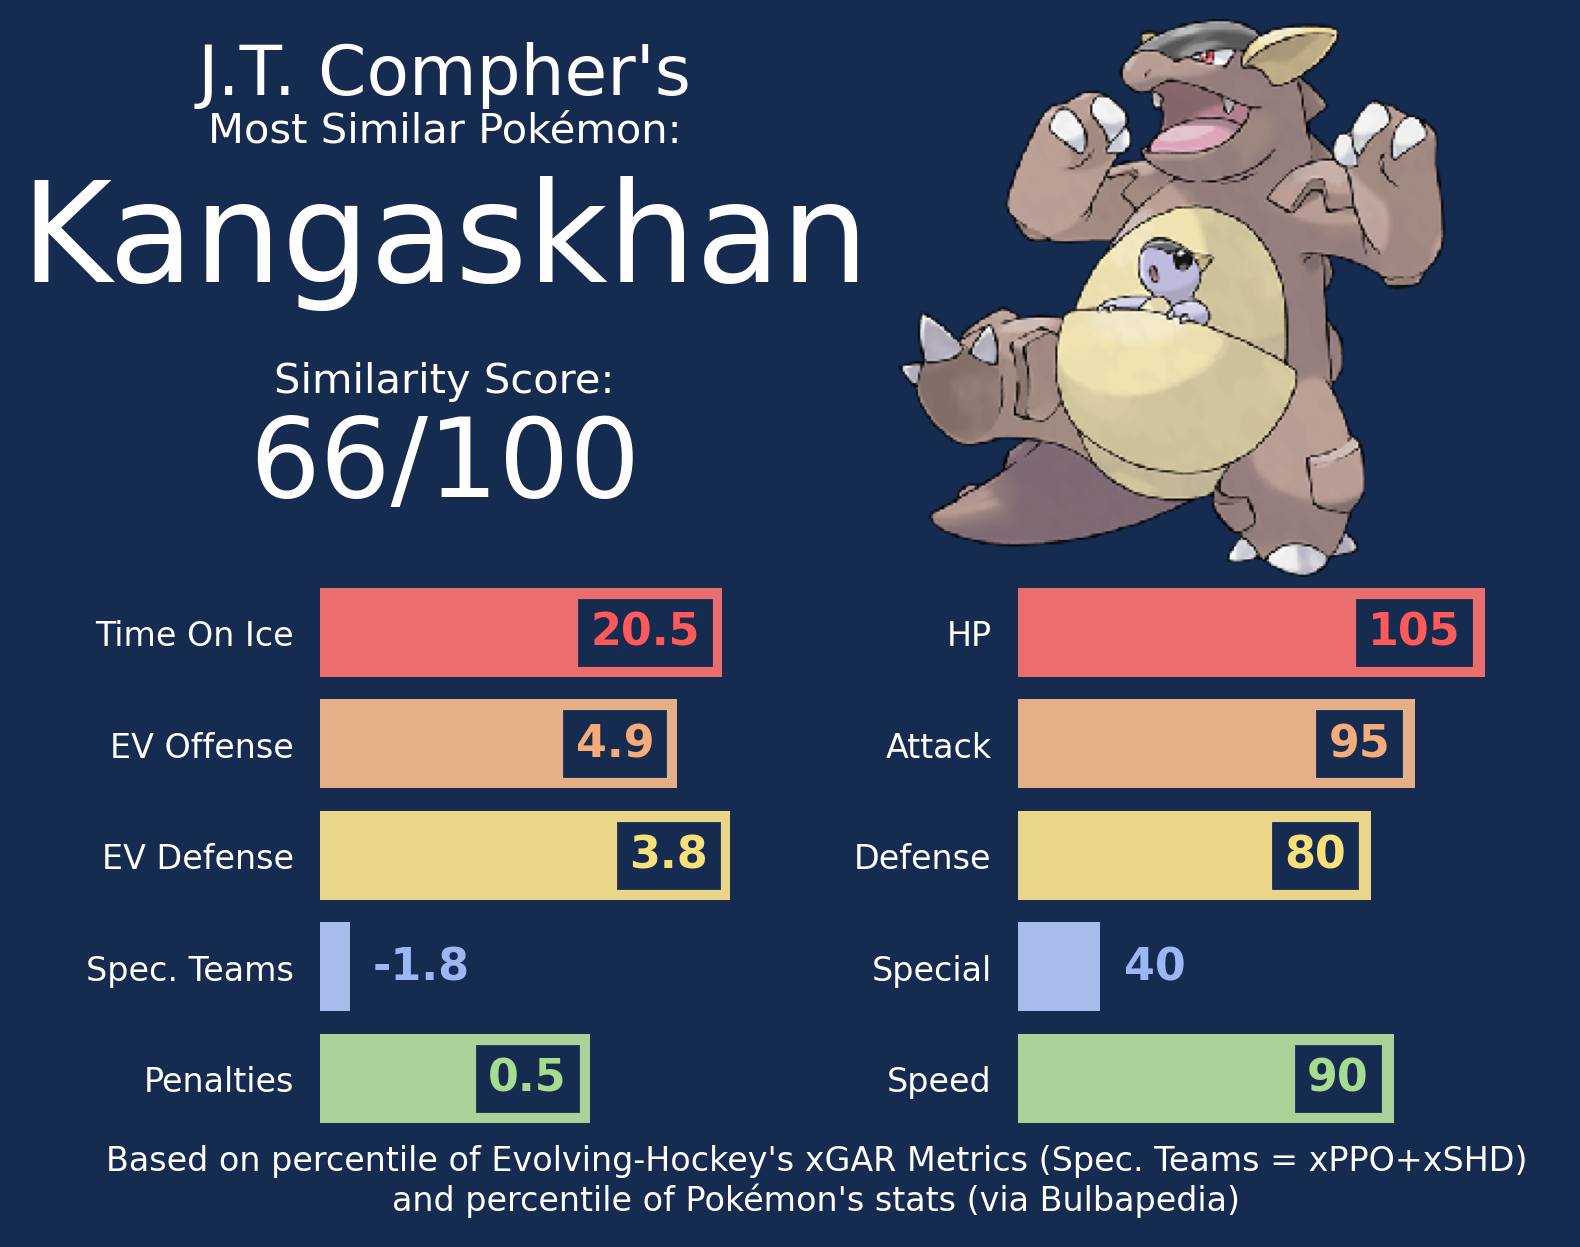 J.T. Compher's
Most Similar Pokémon:
Kangaskhan
Similarity Score:
66/100
Time On Ice 20.5
EV Offense 4.9
EV Defense 3.8
Spec. Teams -1.8
Penalties 0.5
HP 105
Attack 95
Defense 80
Special 40
Speed 90
Based on percentile of Evolving-Hockey's xGAR Metrics (Spec. Teams = xPPO+xSHD)
and percentile of Pokémon's stats (via Bulbapedia)